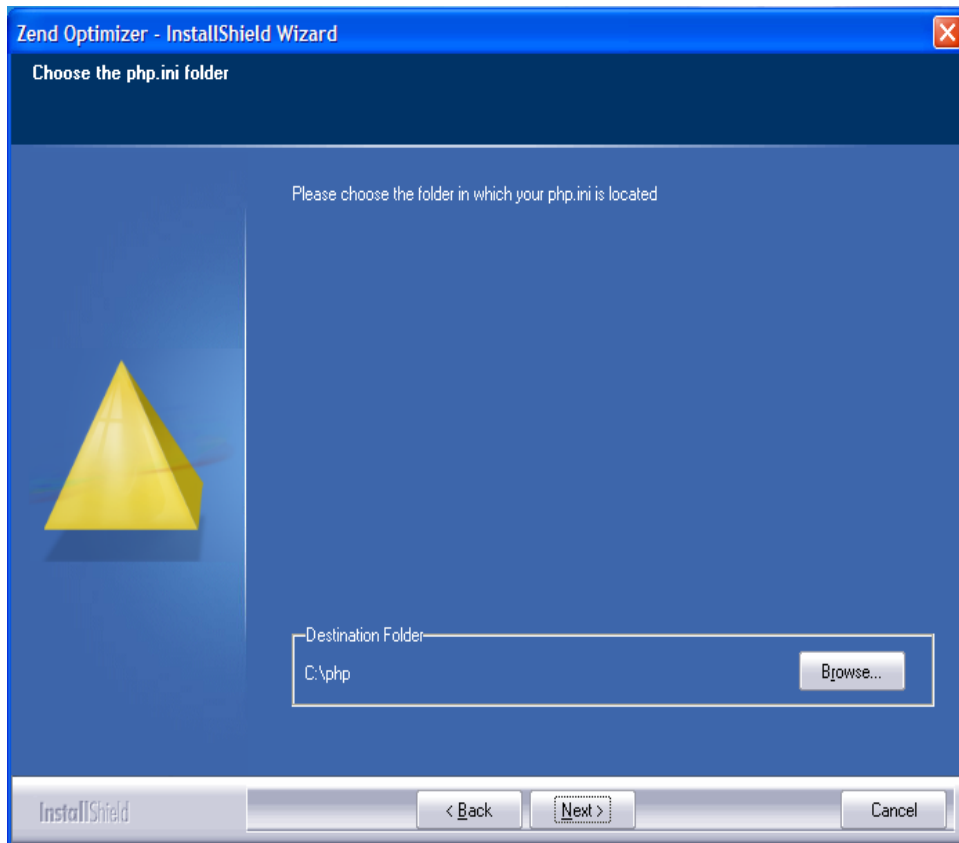 Zend Optimizer - InstallShield Wizard
Choose the php.ini folder
Please choose the folder in which your php.ini is located
Destination Folder
C:\php
Browse...
InstallShield
< Back
Next >
Cancel